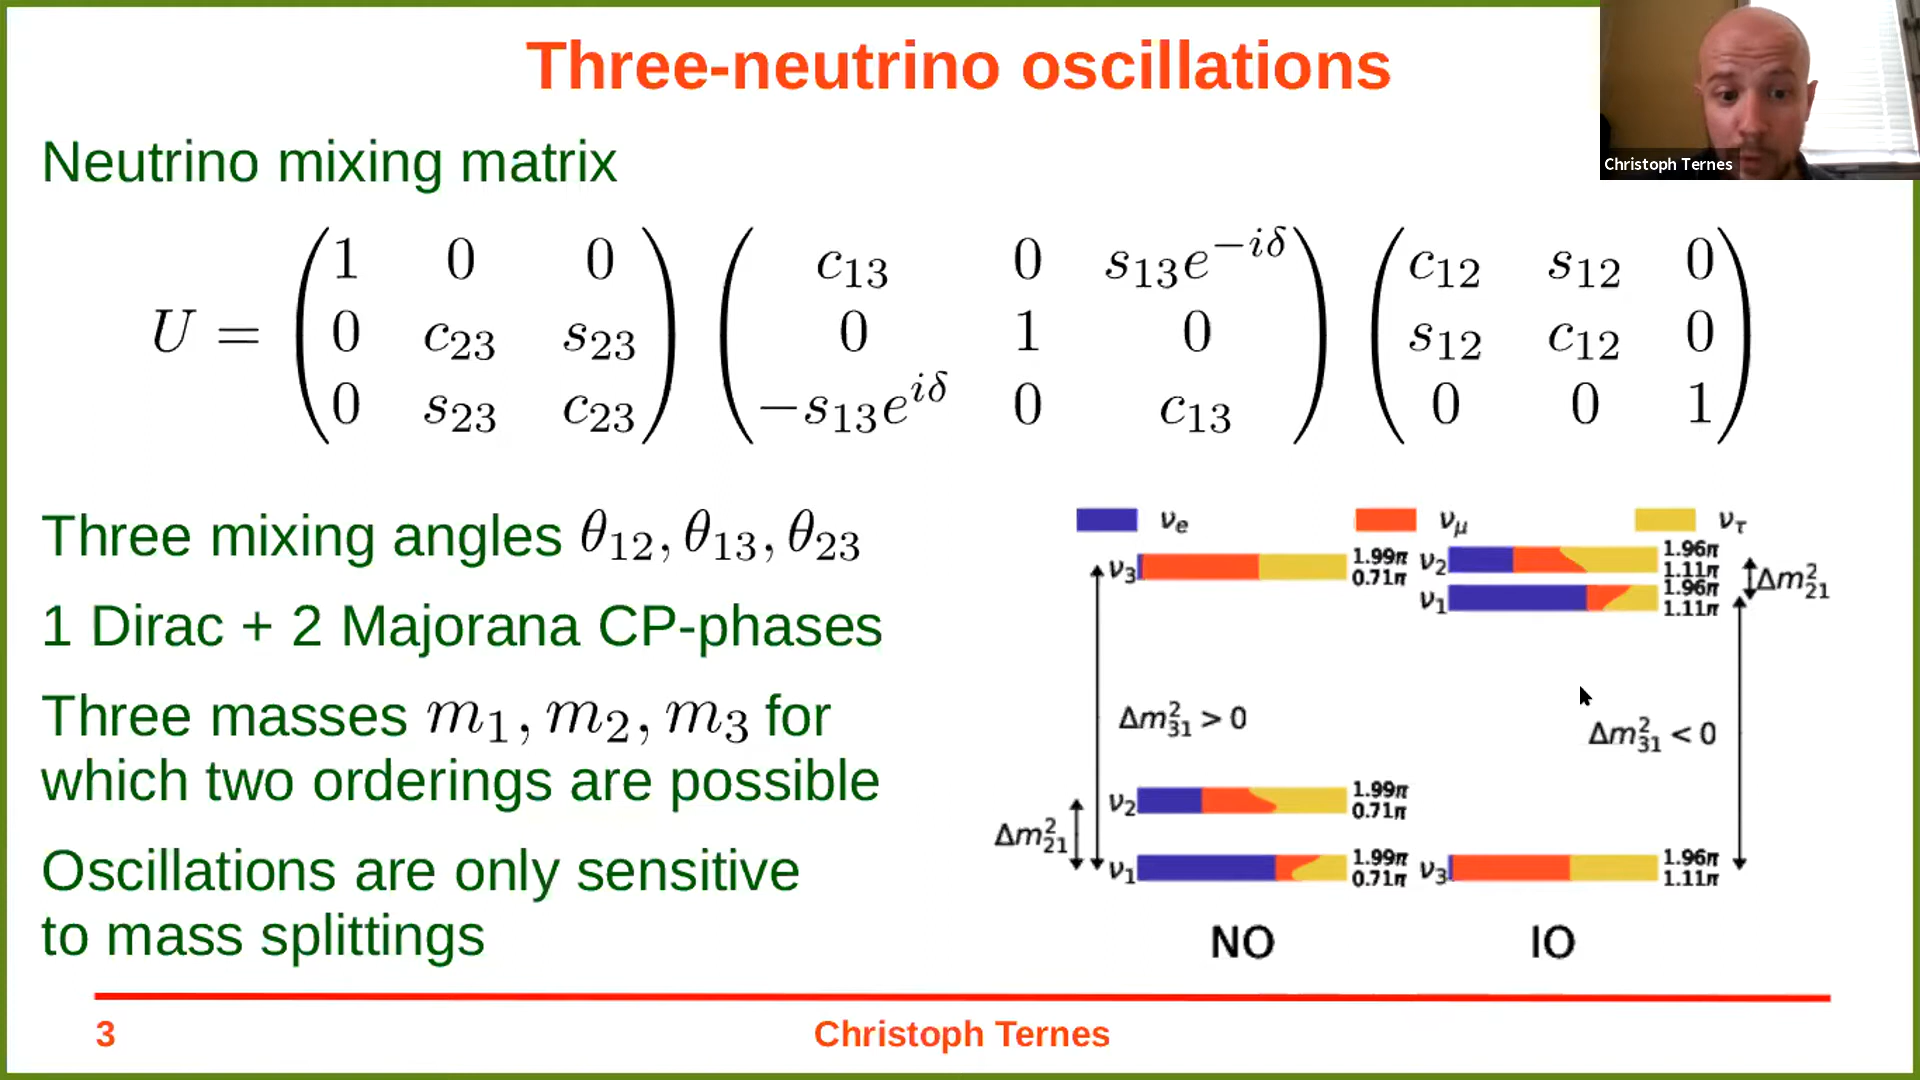 Three-neutrino oscillations
Christoph Ternes
Neutrino mixing matrix
U = ( 1 0 0 ) ( c13 0 s13e^−iδ ) ( c12 s12 0 )
( 0 c23 s23 ) ( 0 1 0 ) ( s12 c12 0 )
( 0 s23 c23 ) ( −s13e^iδ 0 c13 ) ( 0 0 1 )
Three mixing angles θ12, θ13, θ23
1 Dirac + 2 Majorana CP-phases
Three masses m1, m2, m3 for
which two orderings are possible
Oscillations are only sensitive
to mass splittings
νe νμ ντ
ν3 1.99π
0.71π
Δm²31 > 0
ν2 1.99π
0.71π
Δm²21
ν1 1.99π
0.71π
NO
ν2 1.96π
1.11π
ν1 1.96π
1.11π
Δm²21
Δm²31 < 0
ν3 1.96π
1.11π
IO
3
Christoph Ternes